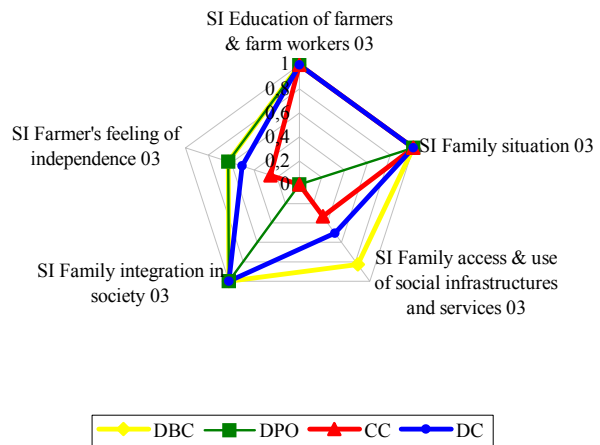 SI Education of farmers
& farm workers 03
1
0,8
0,6
0,4
0,2
0
SI Farmer's feeling of
independence 03
SI Family situation 03
SI Family integration in
society 03
SI Family access & use
of social infrastructures
and services 03
DBC DPO CC DC